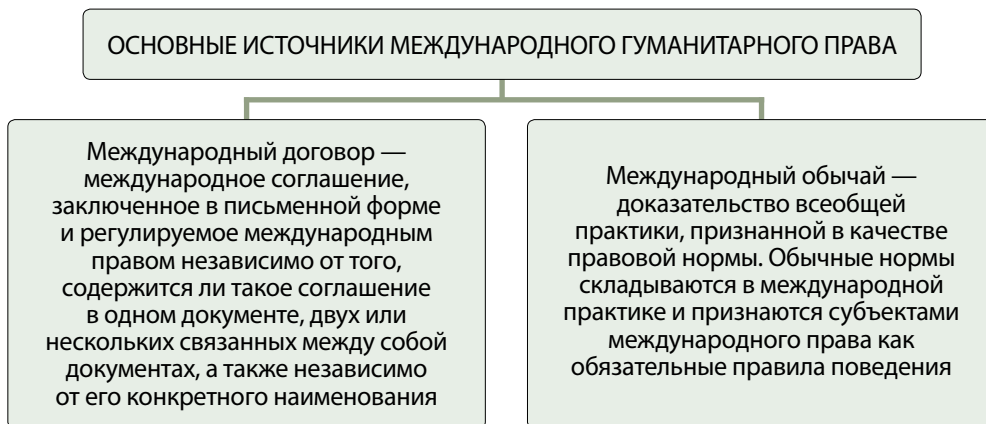 ОСНОВНЫЕ ИСТОЧНИКИ МЕЖДУНАРОДНОГО ГУМАНИТАРНОГО ПРАВА
Международный договор —
международное соглашение,
заключенное в письменной форме
и регулируемое международным
правом независимо от того,
содержится ли такое соглашение
в одном документе, двух или
нескольких связанных между собой
документах, а также независимо
от его конкретного наименования
Международный обычай —
доказательство всеобщей
практики, признанной в качестве
правовой нормы. Обычные нормы
складываются в международной
практике и признаются субъектами
международного права как
обязательные правила поведения